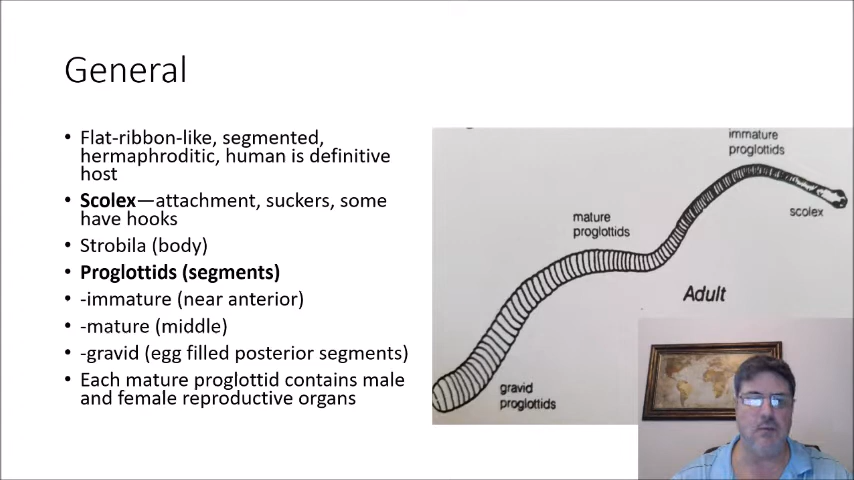 General
• Flat-ribbon-like, segmented,
hermaphroditic, human is definitive
host
• Scolex—attachment, suckers, some
have hooks
• Strobila (body)
• Proglottids (segments)
• -immature (near anterior)
• -mature (middle)
• -gravid (egg filled posterior segments)
• Each mature proglottid contains male
and female reproductive organs
immature
proglottids
scolex
mature
proglottids
Adult
gravid
proglottids